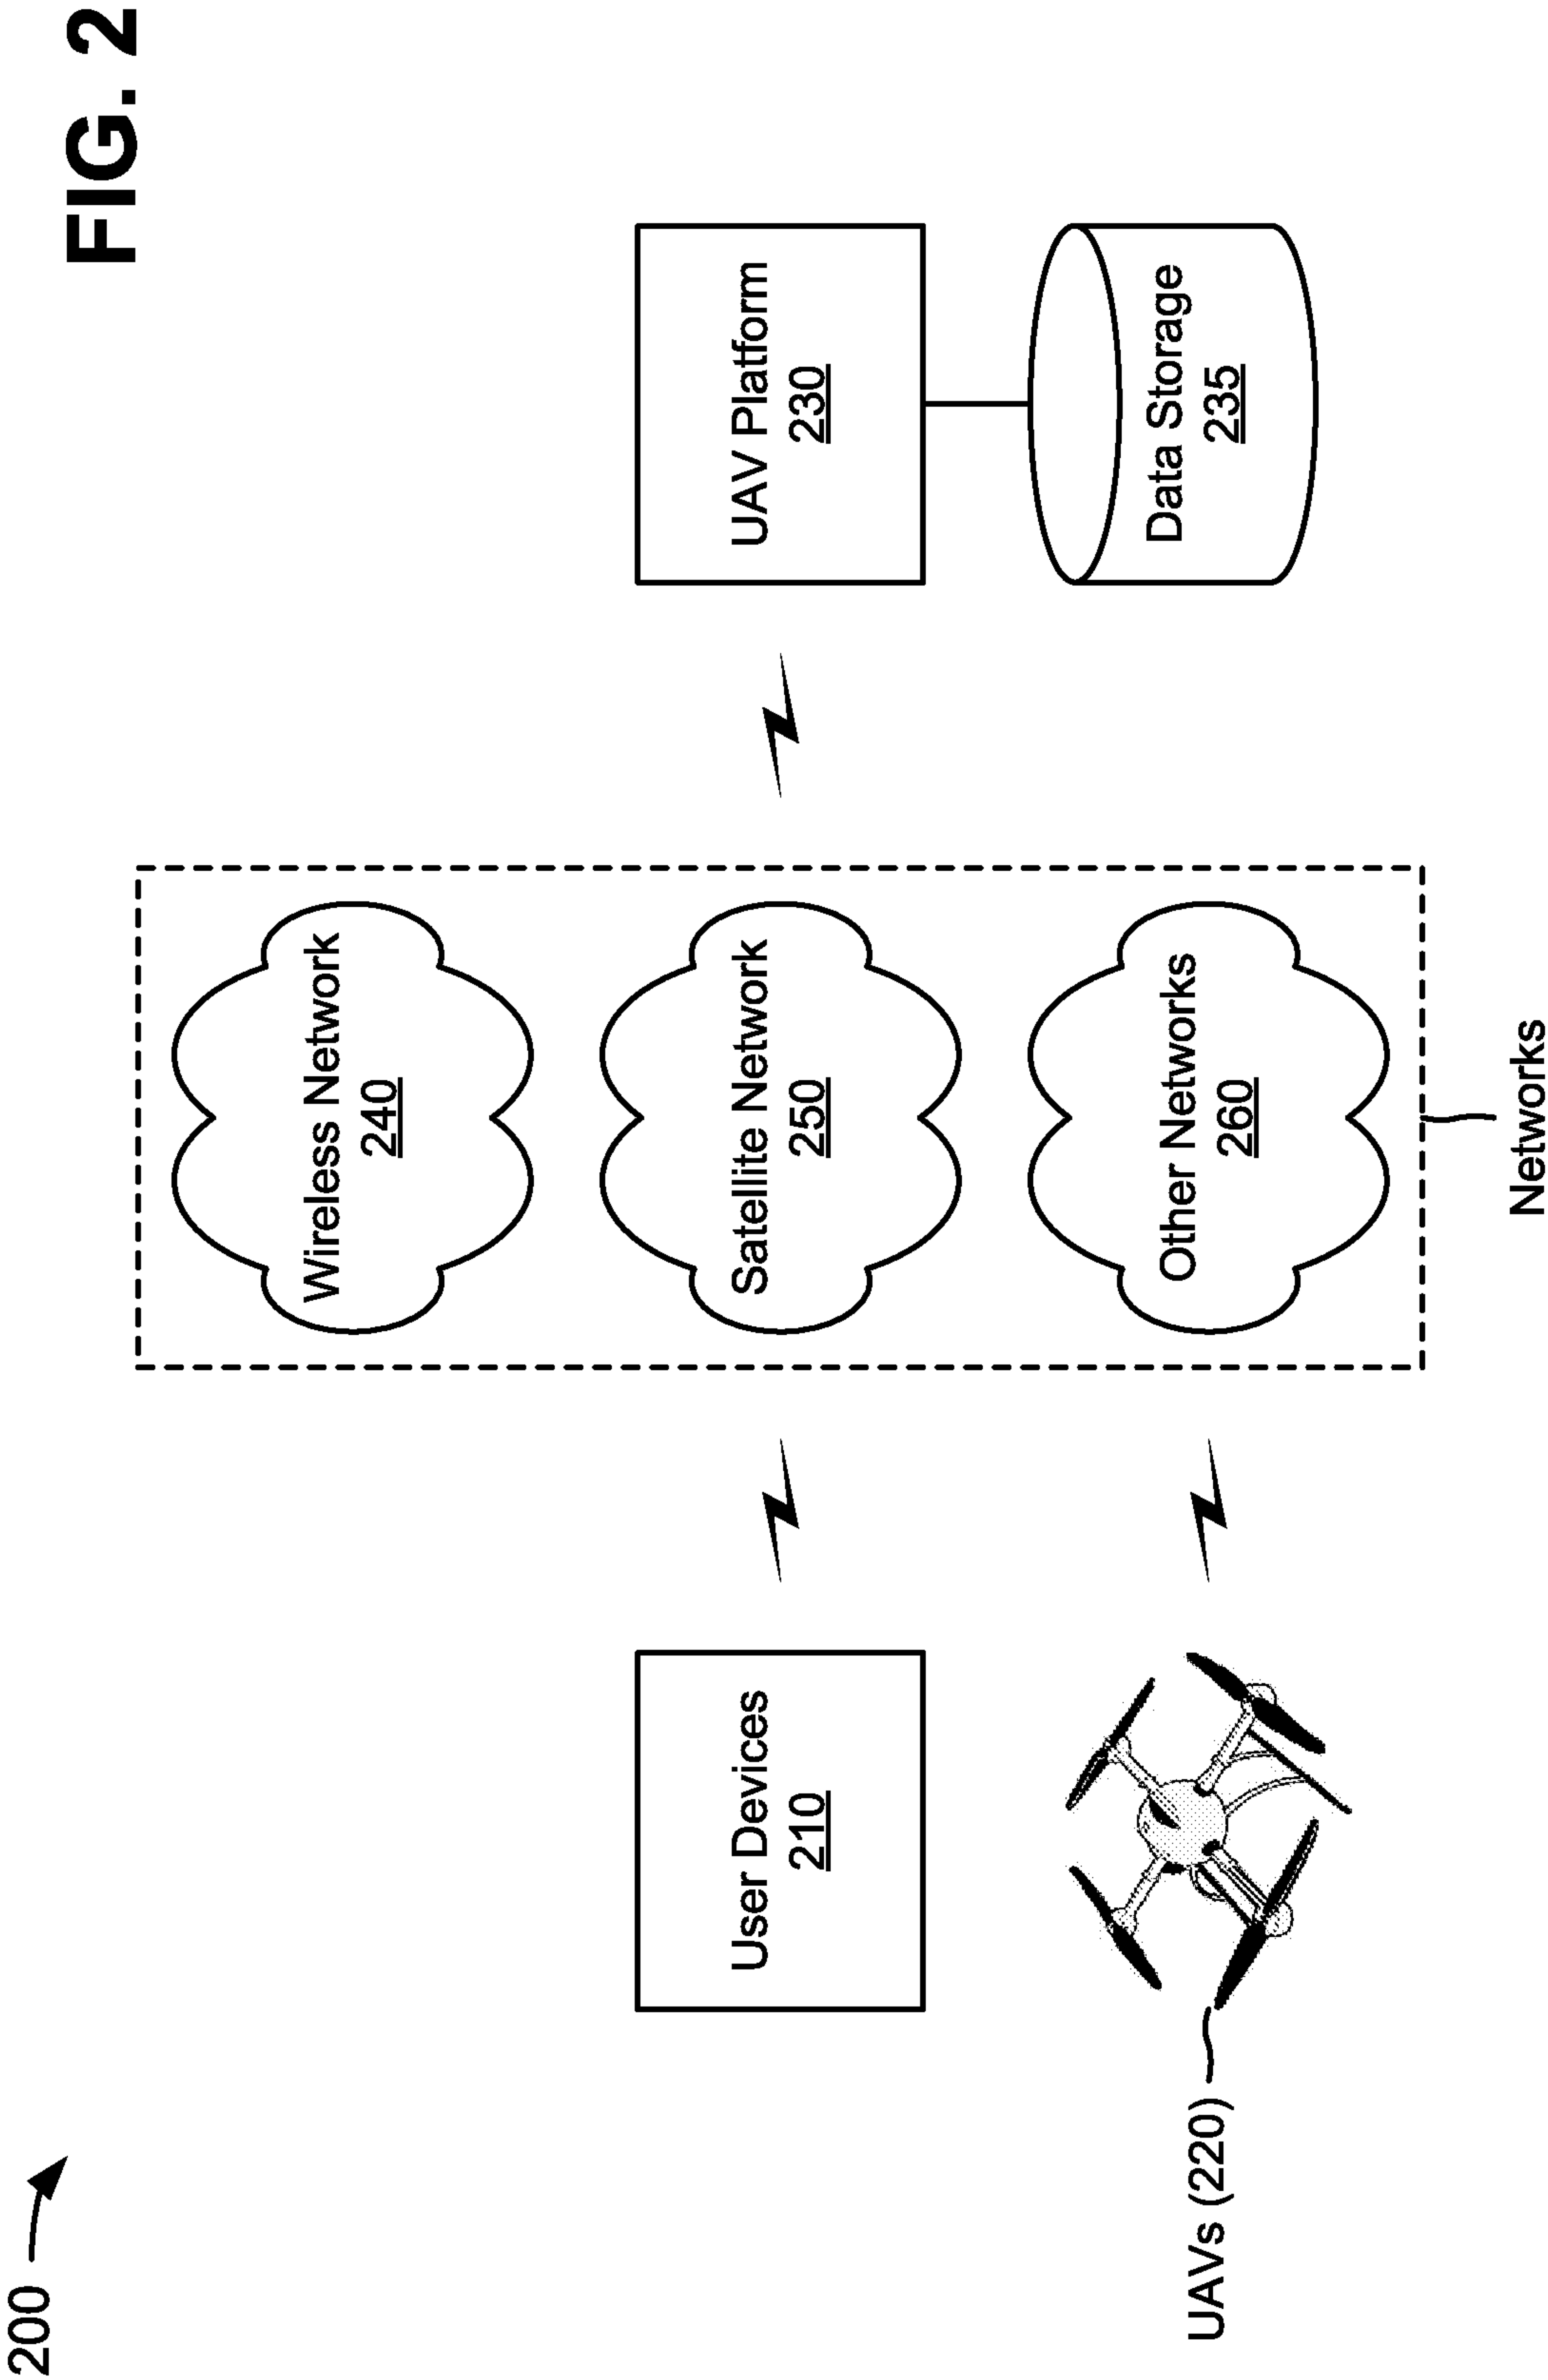 200
FIG. 2
Wireless Network
240
User Devices
210
Satellite Network
250
UAV Platform
230
UAVs (220)
Other Networks
260
Data Storage
235
Networks